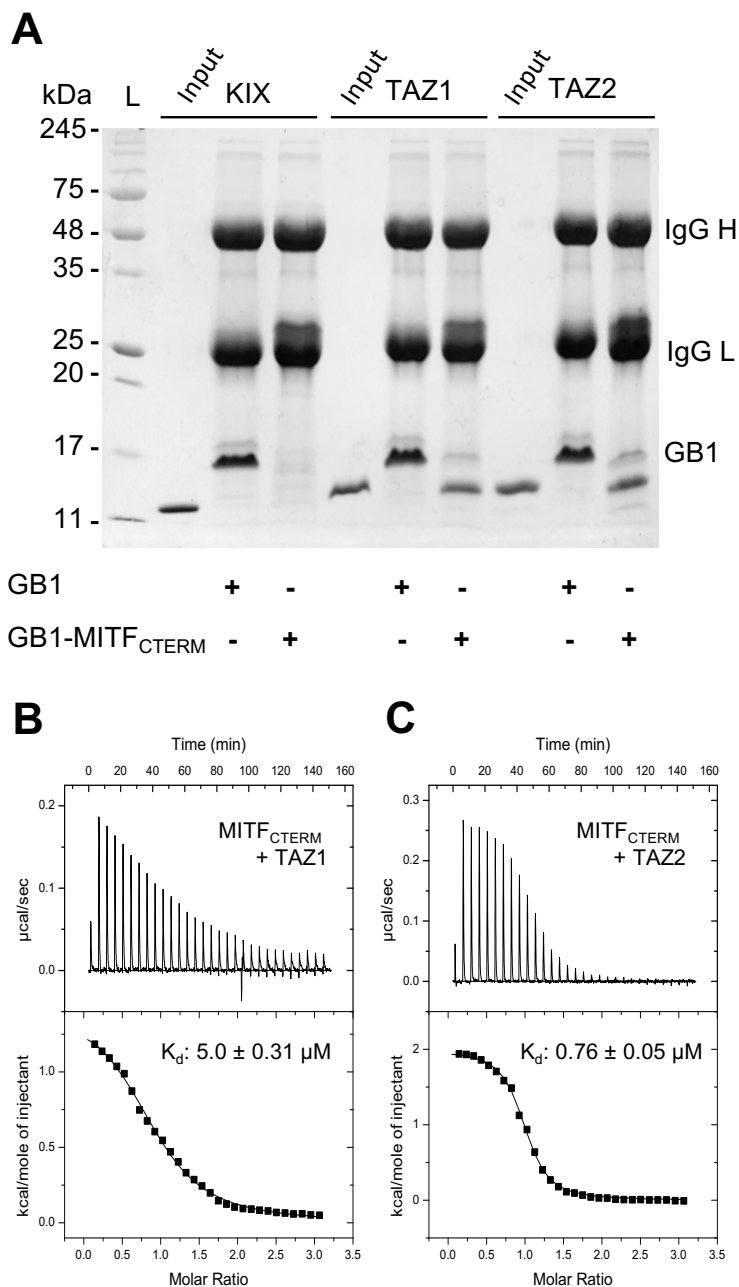 A
kDa L Input KIX Input TAZ1 Input TAZ2
245 -
75 -
48 - IgG H
35 -
25 - IgG L
20 -
17 - GB1
11 -
GB1 + - + - + -
GB1-MITFCTERM - + - + - +
B
Time (min)
0 20 40 60 80 100 120 140 160
MITFCTERM
+ TAZ1
0.2
0.1
0.0
µcal/sec
Kd: 5.0 ± 0.31 µM
1.0
0.5
0.0
kcal/mole of injectant
0.0 0.5 1.0 1.5 2.0 2.5 3.0 3.5
Molar Ratio
C
Time (min)
0 20 40 60 80 100 120 140 160
MITFCTERM
+ TAZ2
0.3
0.2
0.1
0.0
µcal/sec
Kd: 0.76 ± 0.05 µM
2
1
0
kcal/mole of injectant
0.0 0.5 1.0 1.5 2.0 2.5 3.0 3.5
Molar Ratio